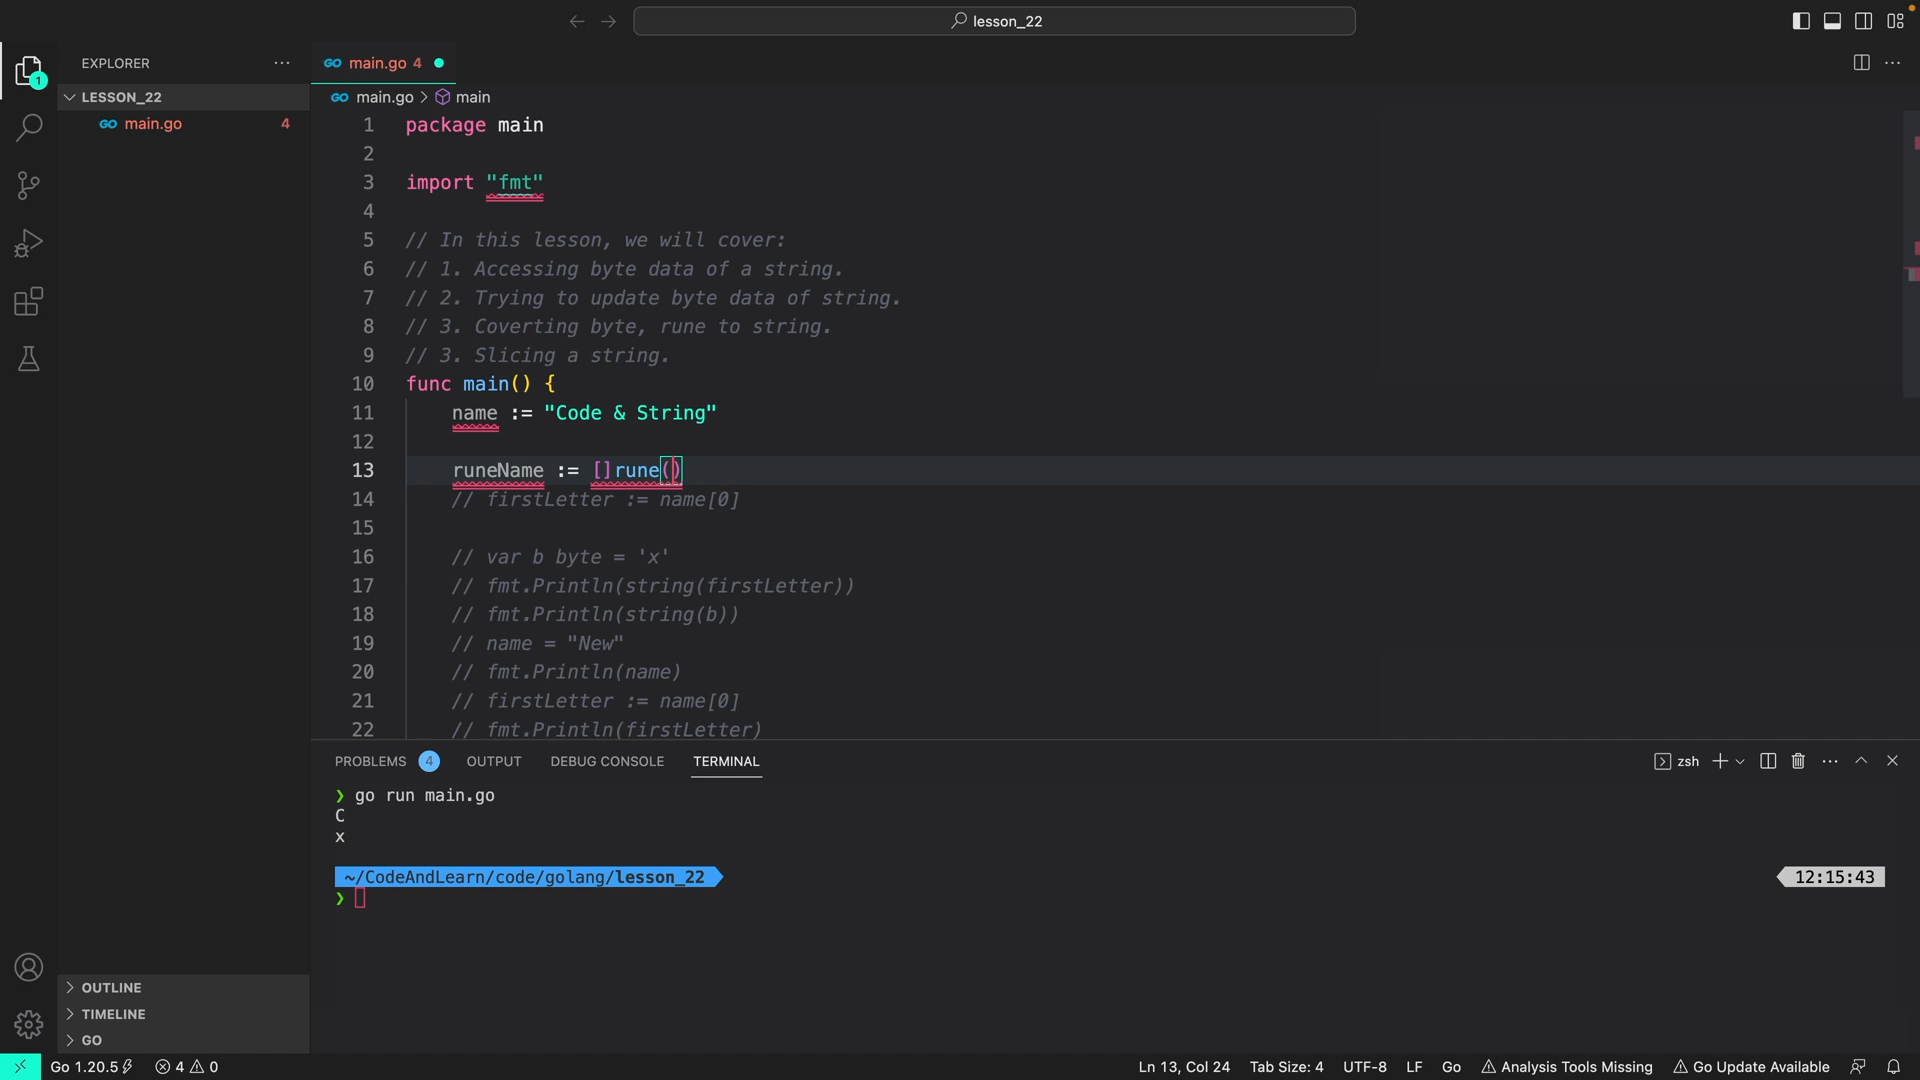 lesson_22
1
EXPLORER
LESSON_22
GO main.go 4
GO main.go 4
GO main.go > main
1 package main
2
3 import "fmt"
4
5 // In this lesson, we will cover:
6 // 1. Accessing byte data of a string.
7 // 2. Trying to update byte data of string.
8 // 3. Coverting byte, rune to string.
9 // 3. Slicing a string.
10 func main() {
11 name := "Code & String"
12
13 runeName := []rune()
14 // firstLetter := name[0]
15
16 // var b byte = 'x'
17 // fmt.Println(string(firstLetter))
18 // fmt.Println(string(b))
19 // name = "New"
20 // fmt.Println(name)
21 // firstLetter := name[0]
22 // fmt.Println(firstLetter)
PROBLEMS 4 OUTPUT DEBUG CONSOLE TERMINAL
zsh
❯ go run main.go
C
x
~/CodeAndLearn/code/golang/lesson_22
12:15:43
❯
OUTLINE
TIMELINE
GO
Go 1.20.5 4 0
Ln 13, Col 24 Tab Size: 4 UTF-8 LF Go Analysis Tools Missing Go Update Available